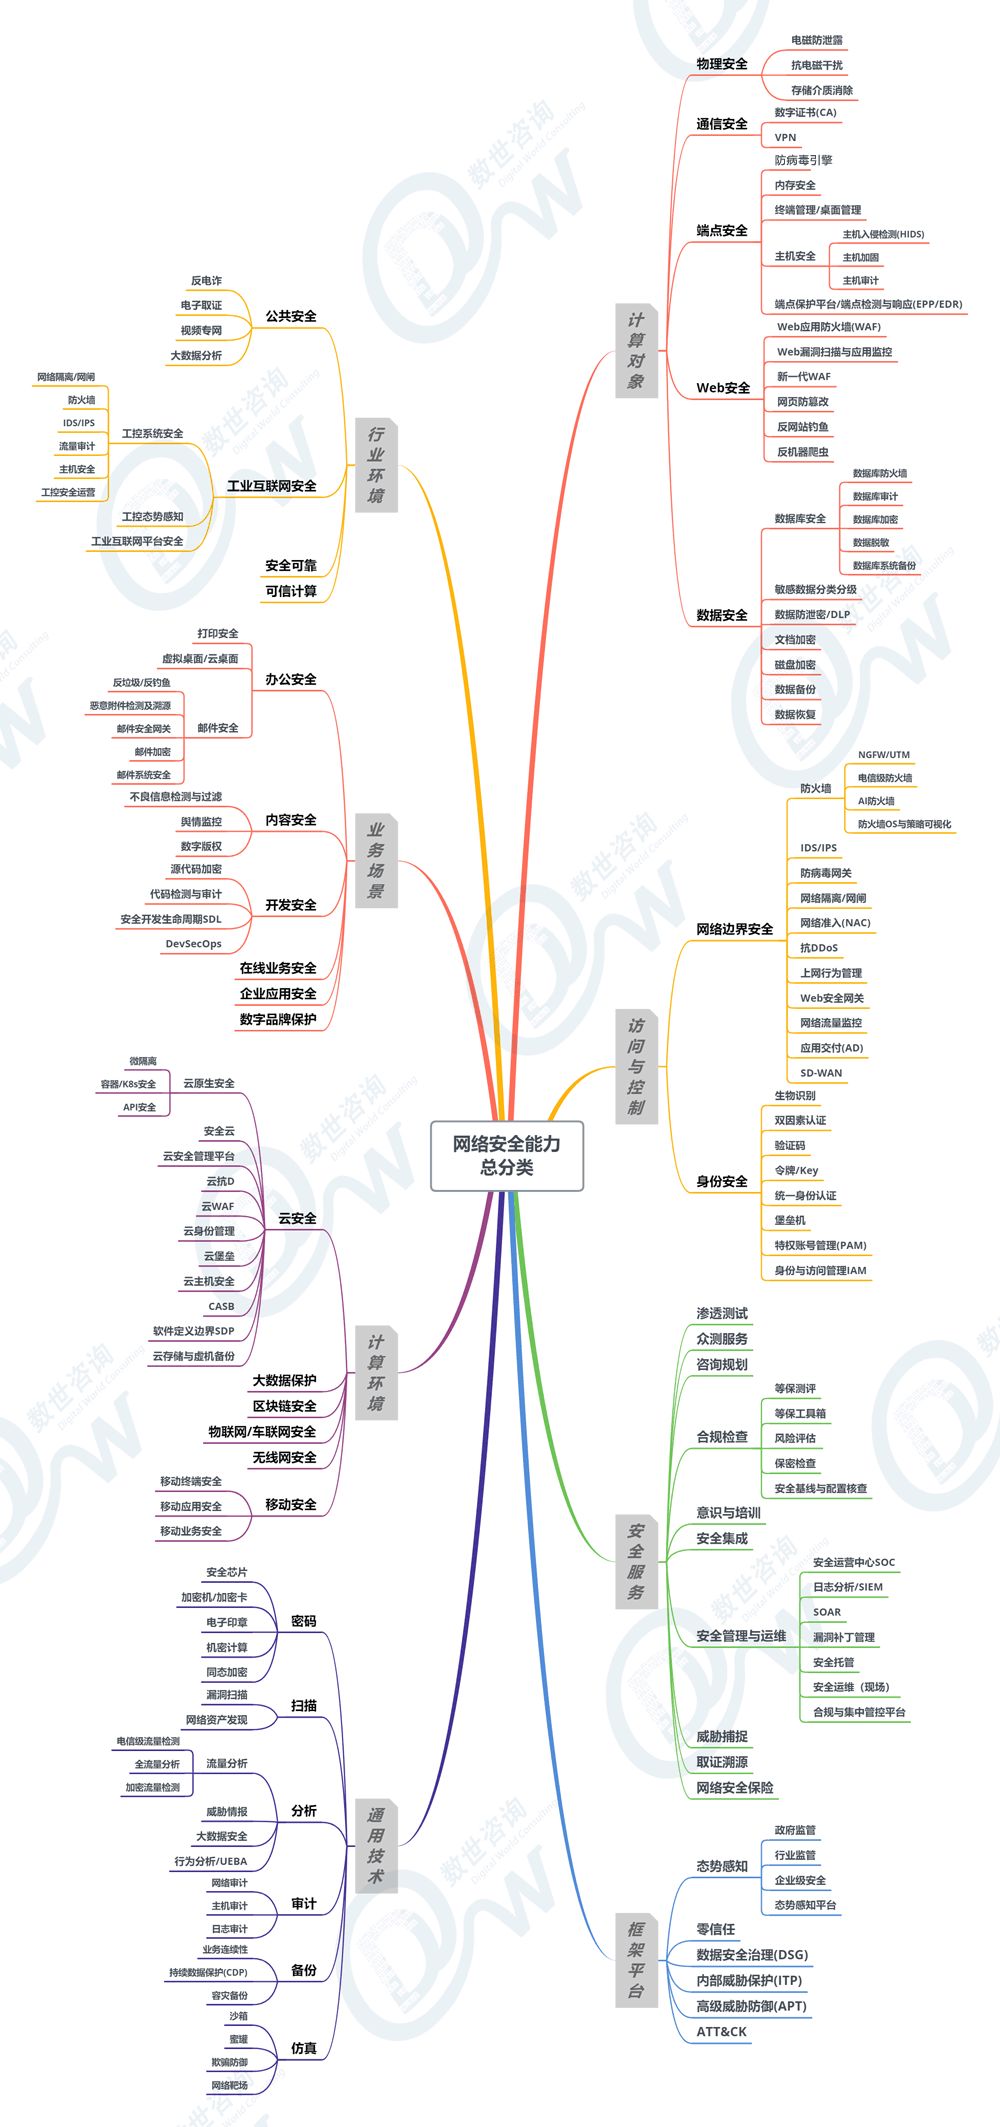 网络安全能力
总分类
计算对象
物理安全
电磁防泄露
抗电磁干扰
存储介质消除
通信安全
数字证书(CA)
VPN
端点安全
防病毒引擎
内存安全
终端管理/桌面管理
主机安全
主机入侵检测(HIDS)
主机加固
主机审计
端点保护平台/端点检测与响应(EPP/EDR)
Web安全
Web应用防火墙(WAF)
Web漏洞扫描与应用监控
新一代WAF
网页防篡改
反网站钓鱼
反机器爬虫
数据安全
数据库安全
数据库防火墙
数据库审计
数据库加密
数据脱敏
数据库系统备份
敏感数据分类分级
数据防泄密/DLP
文档加密
磁盘加密
数据备份
数据恢复
访问与控制
网络边界安全
防火墙
NGFW/UTM
电信级防火墙
AI防火墙
防火墙OS与策略可视化
IDS/IPS
防病毒网关
网络隔离/网闸
网络准入(NAC)
抗DDoS
上网行为管理
Web安全网关
网络流量监控
应用交付(AD)
SD-WAN
身份安全
生物识别
双因素认证
验证码
令牌/Key
统一身份认证
堡垒机
特权账号管理(PAM)
身份与访问管理IAM
安全服务
渗透测试
众测服务
咨询规划
合规检查
等保测评
等保工具箱
风险评估
保密检查
安全基线与配置核查
意识与培训
安全集成
安全管理与运维
安全运营中心SOC
日志分析/SIEM
SOAR
漏洞补丁管理
安全托管
安全运维（现场）
合规与集中管控平台
威胁捕捉
取证溯源
网络安全保险
框架平台
态势感知
政府监管
行业监管
企业级安全
态势感知平台
零信任
数据安全治理(DSG)
内部威胁保护(ITP)
高级威胁防御(APT)
ATT&CK
行业环境
公共安全
反电诈
电子取证
视频专网
大数据分析
工业互联网安全
工控系统安全
网络隔离/网闸
防火墙
IDS/IPS
流量审计
主机安全
工控安全运营
工控态势感知
工业互联网平台安全
安全可靠
可信计算
业务场景
办公安全
打印安全
虚拟桌面/云桌面
邮件安全
反垃圾/反钓鱼
恶意附件检测及溯源
邮件安全网关
邮件加密
邮件系统安全
内容安全
不良信息检测与过滤
舆情监控
数字版权
开发安全
源代码加密
代码检测与审计
安全开发生命周期SDL
DevSecOps
在线业务安全
企业应用安全
数字品牌保护
计算环境
云安全
云原生安全
微隔离
容器/K8s安全
API安全
安全云
云安全管理平台
云抗D
云WAF
云身份管理
云堡垒
云主机安全
CASB
软件定义边界SDP
云存储与虚机备份
大数据保护
区块链安全
物联网/车联网安全
无线网安全
移动安全
移动终端安全
移动应用安全
移动业务安全
通用技术
密码
安全芯片
加密机/加密卡
电子印章
机密计算
同态加密
扫描
漏洞扫描
网络资产发现
分析
流量分析
电信级流量检测
全流量分析
加密流量检测
威胁情报
大数据安全
行为分析/UEBA
审计
网络审计
主机审计
日志审计
备份
业务连续性
持续数据保护(CDP)
容灾备份
仿真
沙箱
蜜罐
欺骗防御
网络靶场
数世咨询
Digital World Consulting